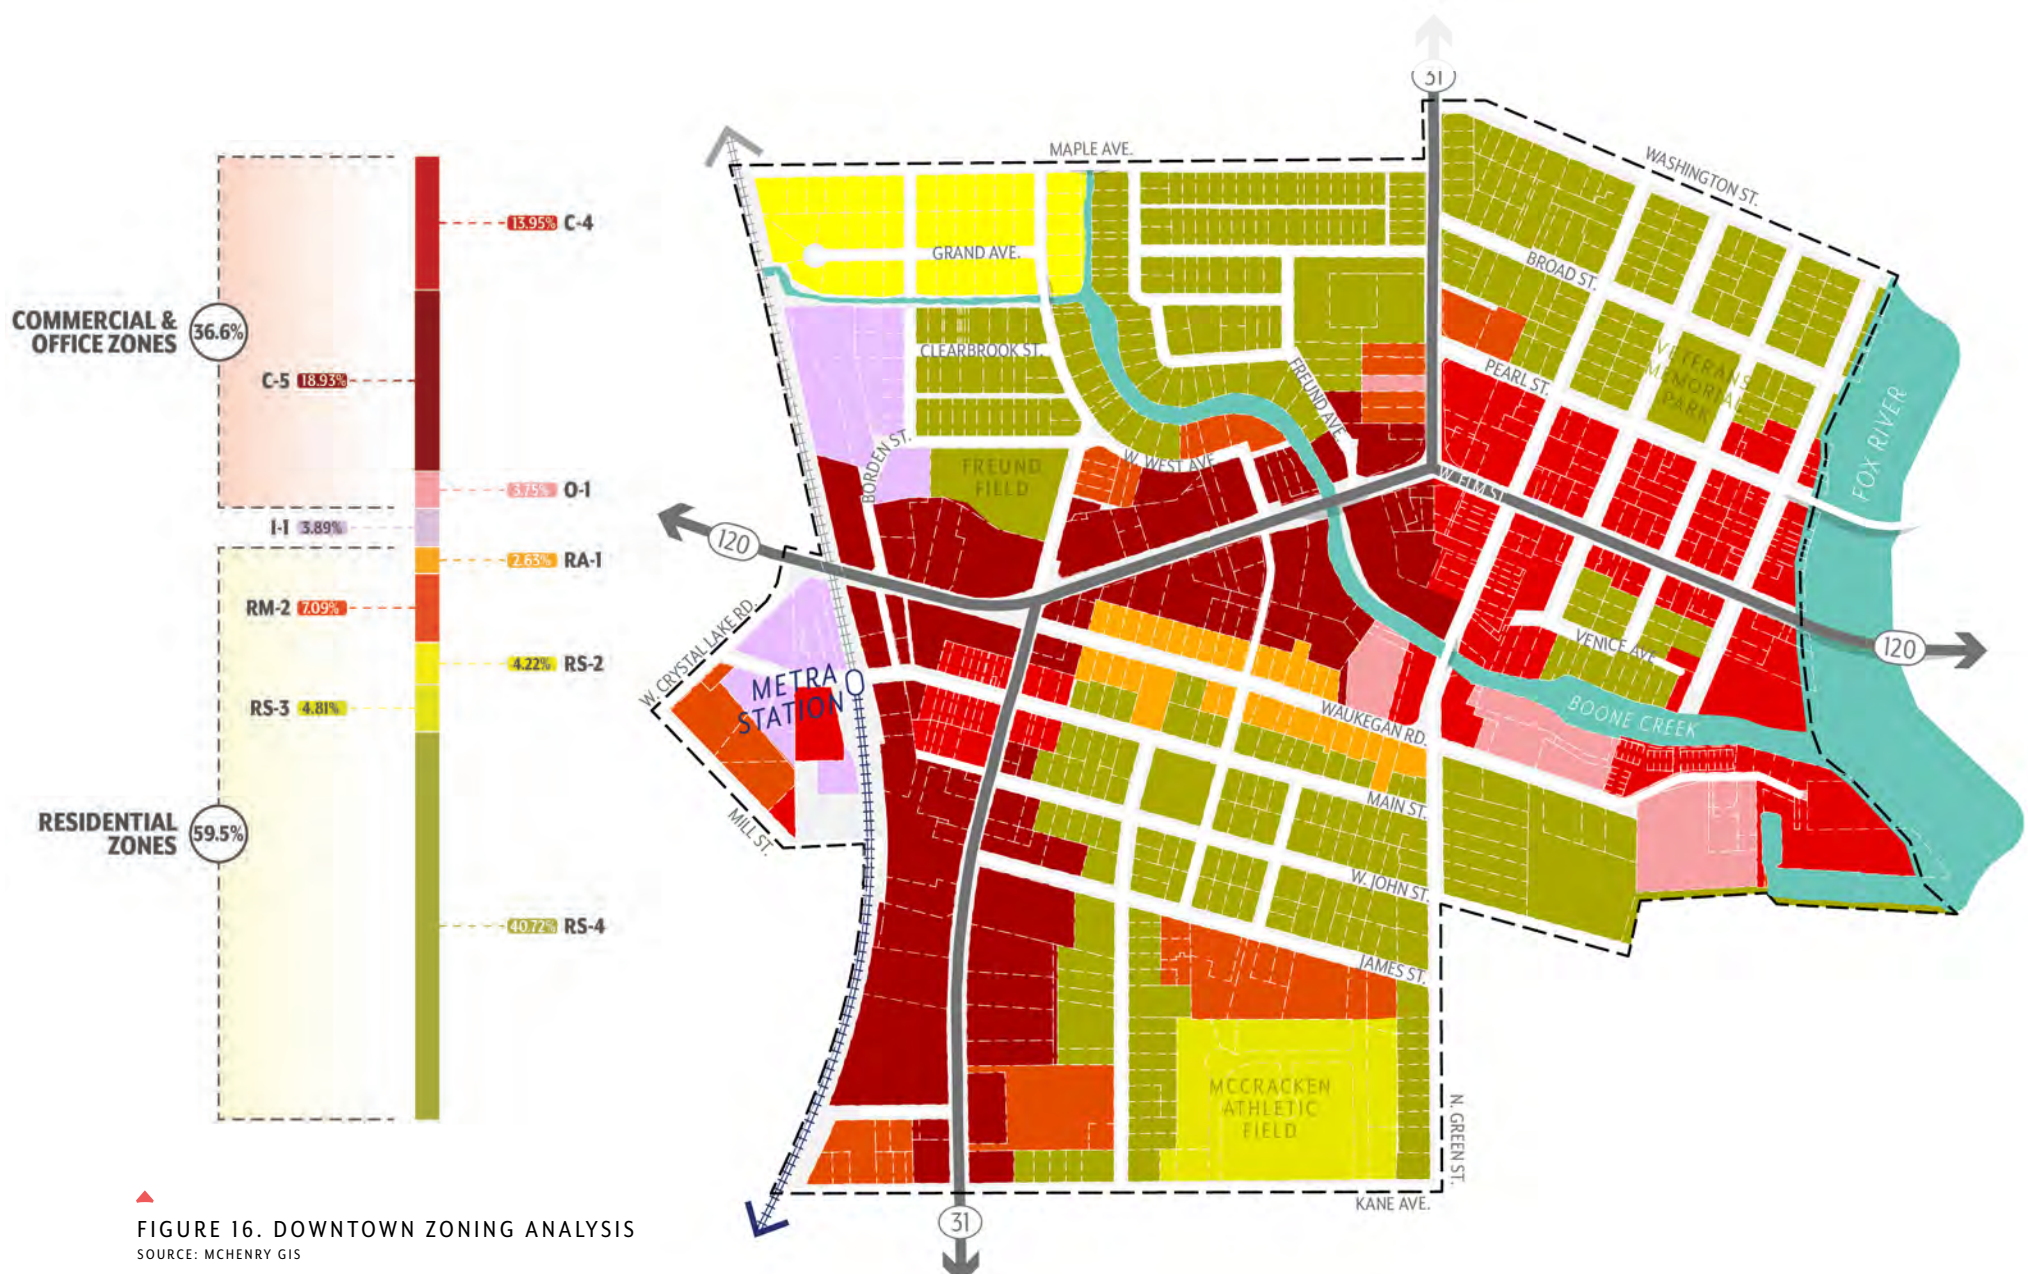 COMMERCIAL &
OFFICE ZONES
36.6%
13.95% C-4
C-5 18.93%
3.75% O-1
I-1 3.89%
2.63% RA-1
RM-2 7.09%
4.22% RS-2
RS-3 4.81%
RESIDENTIAL
ZONES
59.5%
40.72% RS-4
FIGURE 16. DOWNTOWN ZONING ANALYSIS
SOURCE: MCHENRY GIS
31
MAPLE AVE.
WASHINGTON ST.
GRAND AVE.
BROAD ST.
CLEARBROOK ST.
FREUND AVE.
PEARL ST.
VETERANS
MEMORIAL
PARK
FOX RIVER
BORDEN ST.
FREUND
FIELD
W. WEST AVE.
W ELM ST.
120
W. CRYSTAL LAKE RD.
METRA
STATION
MILL ST.
VENICE AVE.
120
WAUKEGAN RD.
BOONE CREEK
MAIN ST.
W. JOHN ST.
JAMES ST.
MCCRACKEN
ATHLETIC
FIELD
N. GREEN ST.
KANE AVE.
31